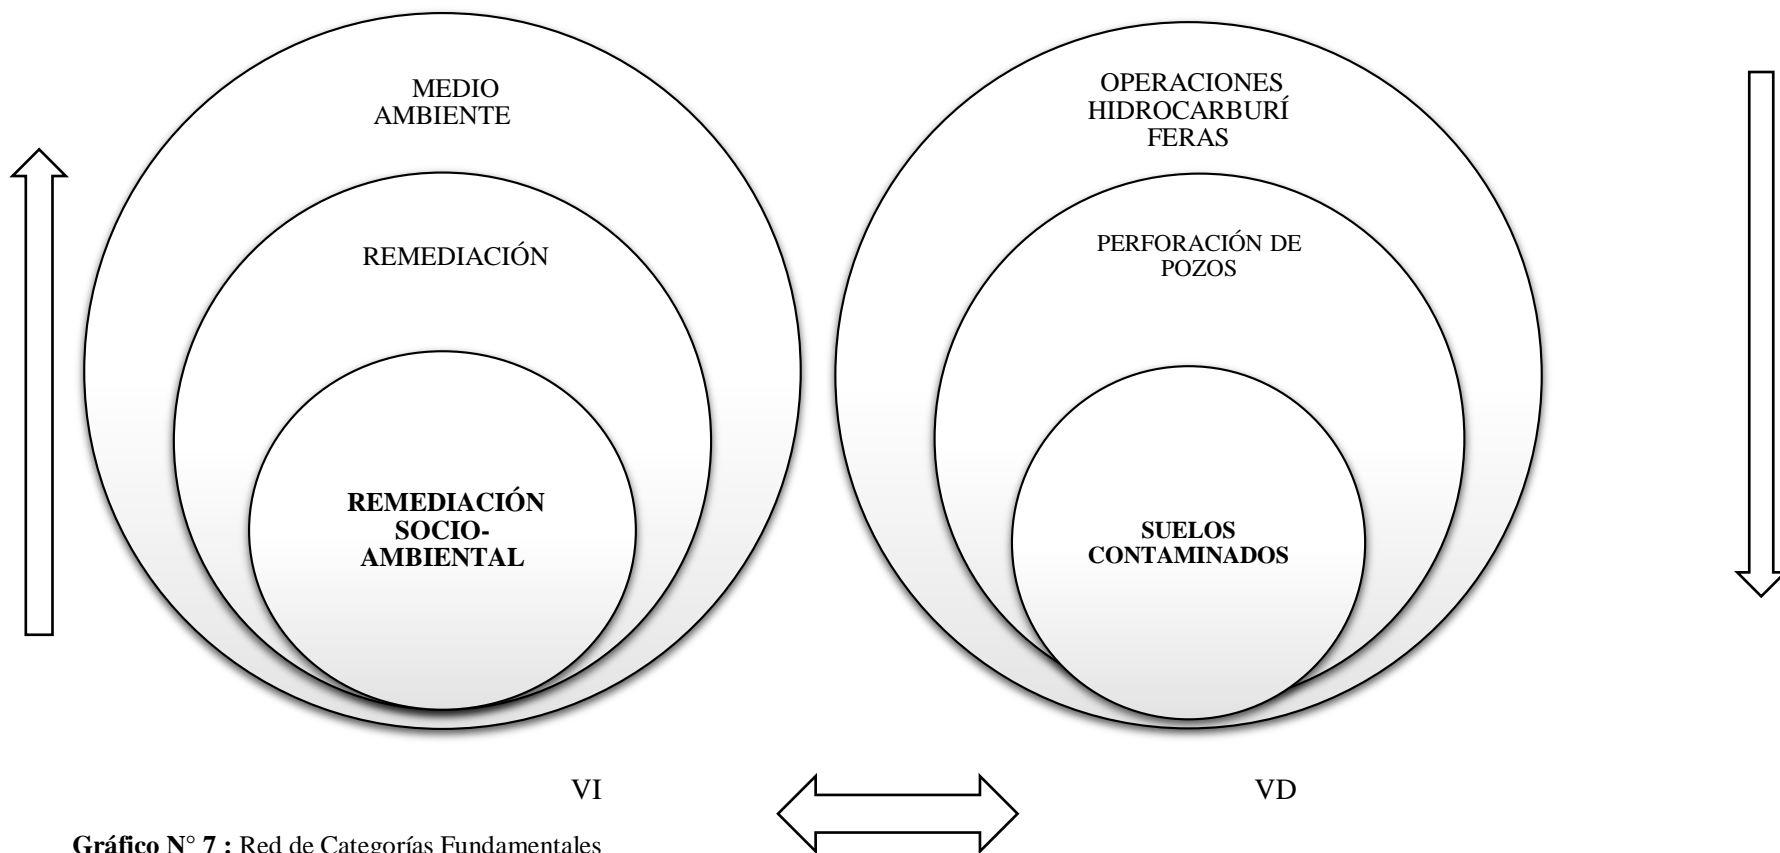 MEDIO
AMBIENTE
REMEDIACIÓN
REMEDIACIÓN
SOCIO-
AMBIENTAL
OPERACIONES
HIDROCARBURÍ
FERAS
PERFORACIÓN DE
POZOS
SUELOS
CONTAMINADOS
VI
VD
Gráfico N° 7 : Red de Categorías Fundamentales